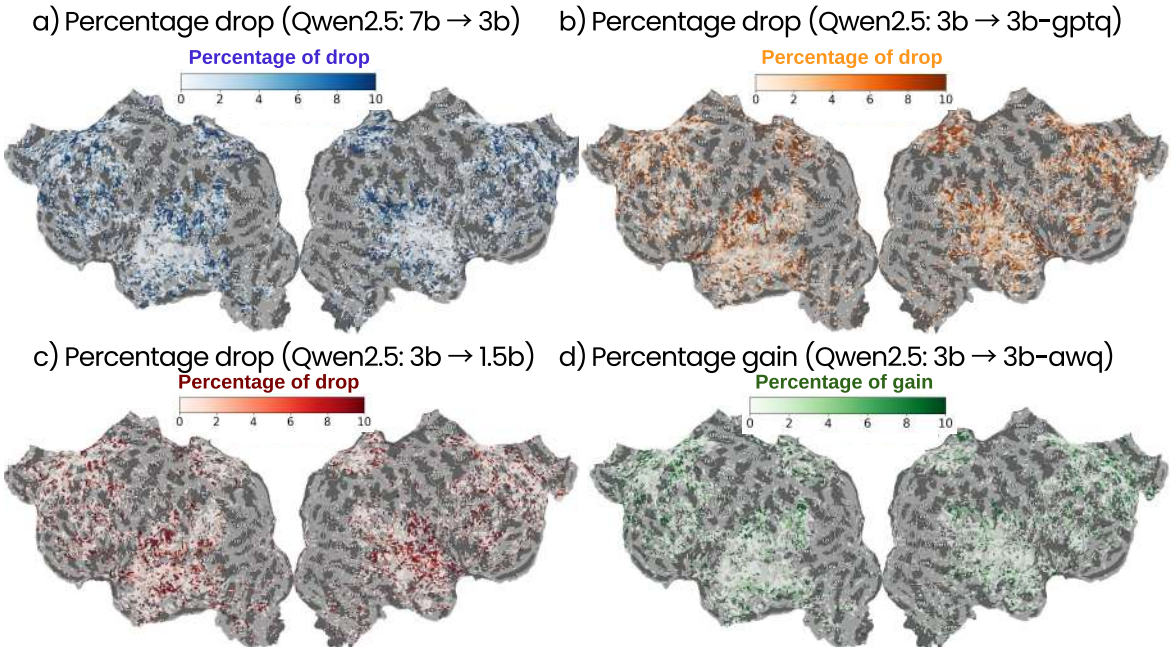 a) Percentage drop (Qwen2.5: 7b → 3b)
Percentage of drop
0 2 4 6 8 10
b) Percentage drop (Qwen2.5: 3b → 3b-gptq)
Percentage of drop
0 2 4 6 8 10
c) Percentage drop (Qwen2.5: 3b → 1.5b)
Percentage of drop
0 2 4 6 8 10
d) Percentage gain (Qwen2.5: 3b → 3b-awq)
Percentage of gain
0 2 4 6 8 10